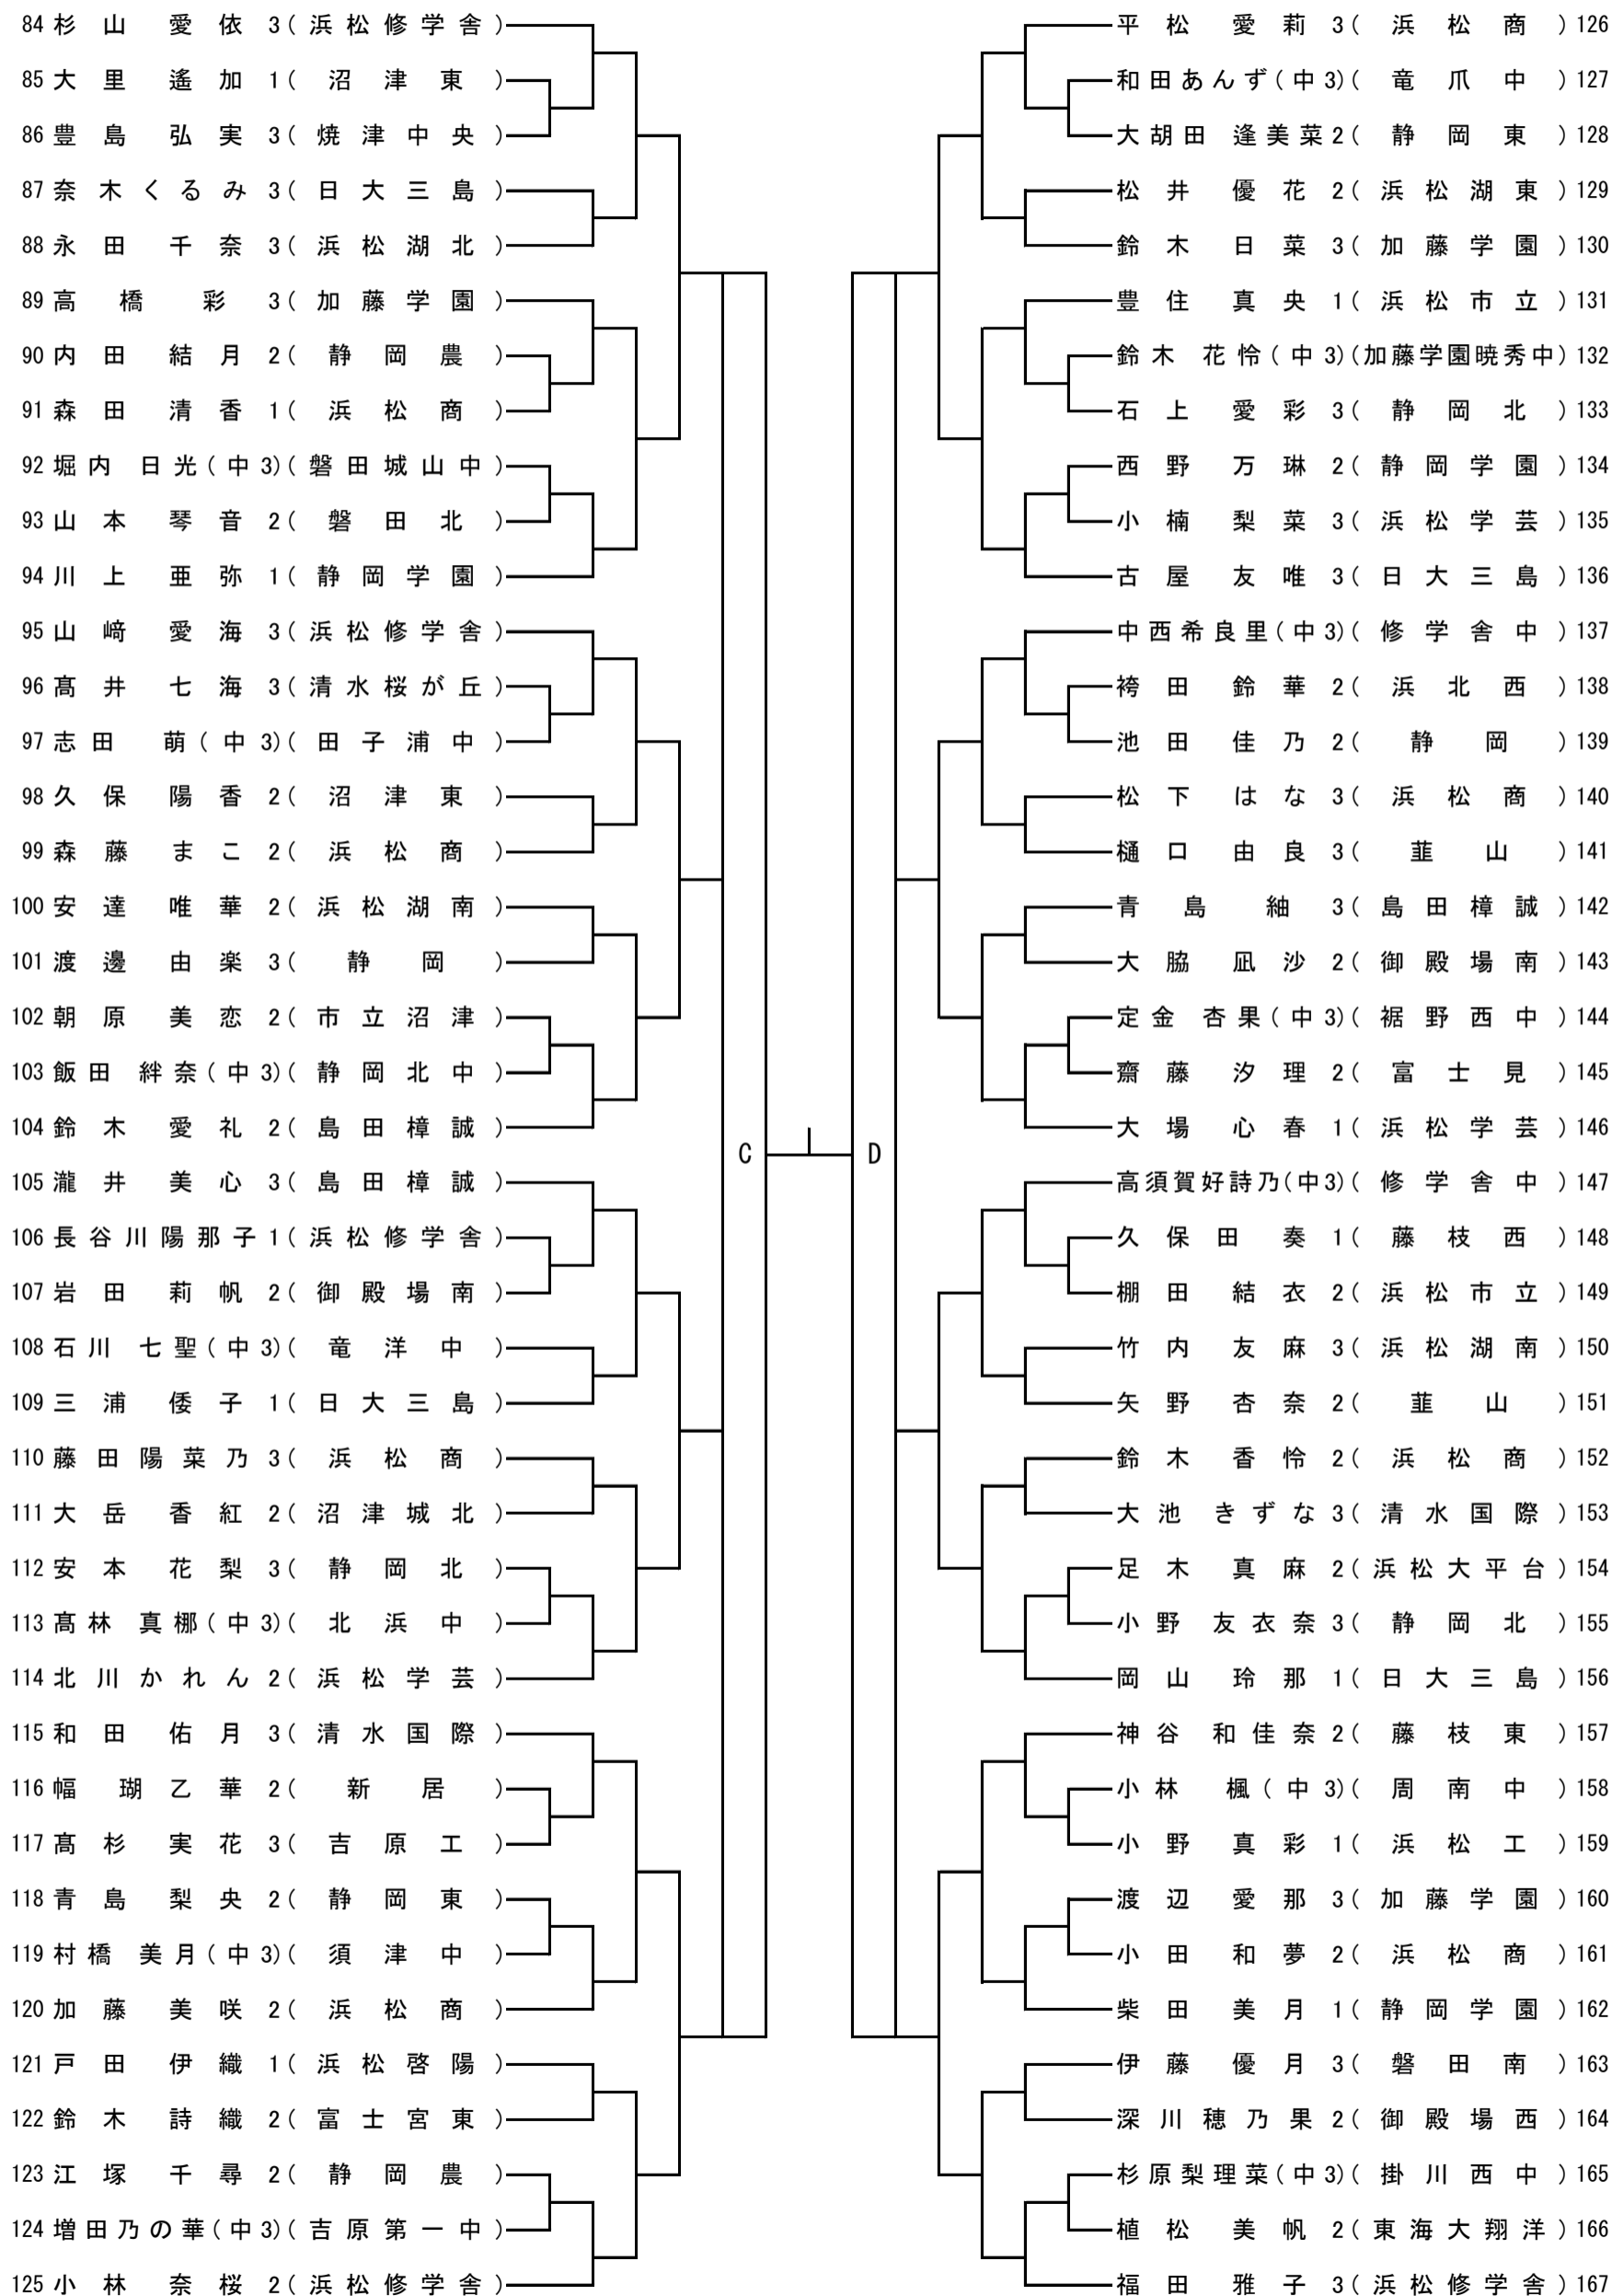 84 杉山 愛依 3(浜松修学舎)
85 大里 遙加 1(沼津東)
86 豊島 弘実 3(焼津中央)
87 奈木くるみ 3(日大三島)
88 永田 千奈 3(浜松湖北)
89 高橋 彩 3(加藤学園)
90 内田 結月 2(静岡農)
91 森田 清香 1(浜松商)
92 堀内 日光(中3)(磐田城山中)
93 山本 琴音 2(磐田北)
94 川上 亜弥 1(静岡学園)
95 山﨑 愛海 3(浜松修学舎)
96 髙井 七海 3(清水桜が丘)
97 志田 萌(中3)(田子浦中)
98 久保 陽香 2(沼津東)
99 森藤 まこ 2(浜松商)
100 安達 唯華 2(浜松湖南)
101 渡邊 由楽 3(静岡)
102 朝原 美恋 2(市立沼津)
103 飯田 絆奈(中3)(静岡北中)
104 鈴木 愛礼 2(島田樟誠)
105 瀧井 美心 3(島田樟誠)
106 長谷川陽那子 1(浜松修学舎)
107 岩田 莉帆 2(御殿場南)
108 石川 七聖(中3)(竜洋中)
109 三浦 倭子 1(日大三島)
110 藤田陽菜乃 3(浜松商)
111 大岳 香紅 2(沼津城北)
112 安本 花梨 3(静岡北)
113 髙林 真梛(中3)(北浜中)
114 北川かれん 2(浜松学芸)
115 和田 佑月 3(清水国際)
116 幅 瑚乙華 2(新居)
117 髙杉 実花 3(吉原工)
118 青島 梨央 2(静岡東)
119 村橋 美月(中3)(須津中)
120 加藤 美咲 2(浜松商)
121 戸田 伊織 1(浜松啓陽)
122 鈴木 詩織 2(富士宮東)
123 江塚 千尋 2(静岡農)
124 増田乃の華(中3)(吉原第一中)
125 小林 奈桜 2(浜松修学舎)
C
D
平松 愛莉 3(浜松商)126
和田あんず(中3)(竜爪中)127
大胡田 逢美菜 2(静岡東)128
松井 優花 2(浜松湖東)129
鈴木 日菜 3(加藤学園)130
豊住 真央 1(浜松市立)131
鈴木 花怜(中3)(加藤学園暁秀中)132
石上 愛彩 3(静岡北)133
西野 万琳 2(静岡学園)134
小楠 梨菜 3(浜松学芸)135
古屋 友唯 3(日大三島)136
中西希良里(中3)(修学舎中)137
袴田 鈴華 2(浜北西)138
池田 佳乃 2(静岡)139
松下 はな 3(浜松商)140
樋口 由良 3(韮山)141
青島 紬 3(島田樟誠)142
大脇 凪沙 2(御殿場南)143
定金 杏果(中3)(裾野西中)144
齋藤 汐理 2(富士見)145
大場 心春 1(浜松学芸)146
高須賀好詩乃(中3)(修学舎中)147
久保田 奏 1(藤枝西)148
棚田 結衣 2(浜松市立)149
竹内 友麻 3(浜松湖南)150
矢野 杏奈 2(韮山)151
鈴木 香怜 2(浜松商)152
大池 きずな 3(清水国際)153
足木 真麻 2(浜松大平台)154
小野 友衣奈 3(静岡北)155
岡山 玲那 1(日大三島)156
神谷 和佳奈 2(藤枝東)157
小林 楓(中3)(周南中)158
小野 真彩 1(浜松工)159
渡辺 愛那 3(加藤学園)160
小田 和夢 2(浜松商)161
柴田 美月 1(静岡学園)162
伊藤 優月 3(磐田南)163
深川穂乃果 2(御殿場西)164
杉原梨理菜(中3)(掛川西中)165
植松 美帆 2(東海大翔洋)166
福田 雅子 3(浜松修学舎)167